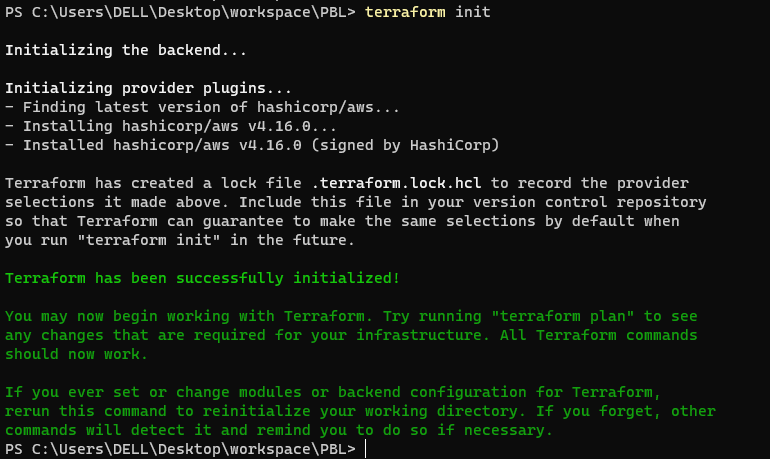 PS C:\Users\DELL\Desktop\workspace\PBL> terraform init
Initializing the backend...
Initializing provider plugins...
- Finding latest version of hashicorp/aws...
- Installing hashicorp/aws v4.16.0...
- Installed hashicorp/aws v4.16.0 (signed by HashiCorp)
Terraform has created a lock file .terraform.lock.hcl to record the provider
selections it made above. Include this file in your version control repository
so that Terraform can guarantee to make the same selections by default when
you run "terraform init" in the future.
Terraform has been successfully initialized!
You may now begin working with Terraform. Try running "terraform plan" to see
any changes that are required for your infrastructure. All Terraform commands
should now work.
If you ever set or change modules or backend configuration for Terraform,
rerun this command to reinitialize your working directory. If you forget, other
commands will detect it and remind you to do so if necessary.
PS C:\Users\DELL\Desktop\workspace\PBL>